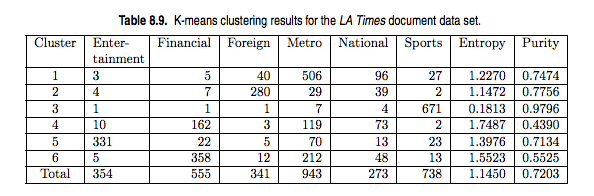 Table 8.9. K-means clustering results for the LA Times document data set.
Cluster Enter- Financial Foreign Metro National Sports Entropy Purity
tainment
1 3 5 40 506 96 27 1.2270 0.7474
2 4 7 280 29 39 2 1.1472 0.7756
3 1 1 1 7 4 671 0.1813 0.9796
4 10 162 3 119 73 2 1.7487 0.4390
5 331 22 5 70 13 23 1.3976 0.7134
6 5 358 12 212 48 13 1.5523 0.5525
Total 354 555 341 943 273 738 1.1450 0.7203